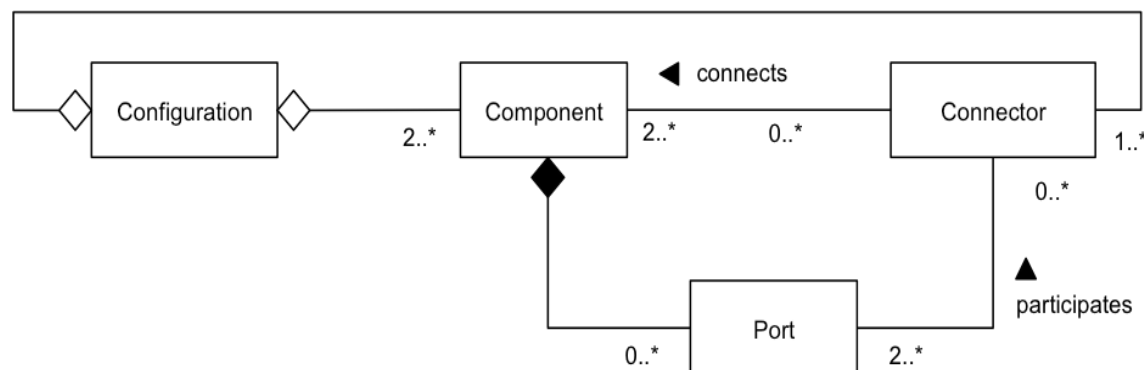 connects
Configuration
Component
Connector
2..*
2..*
0..*
1..*
0..*
participates
Port
0..*
2..*